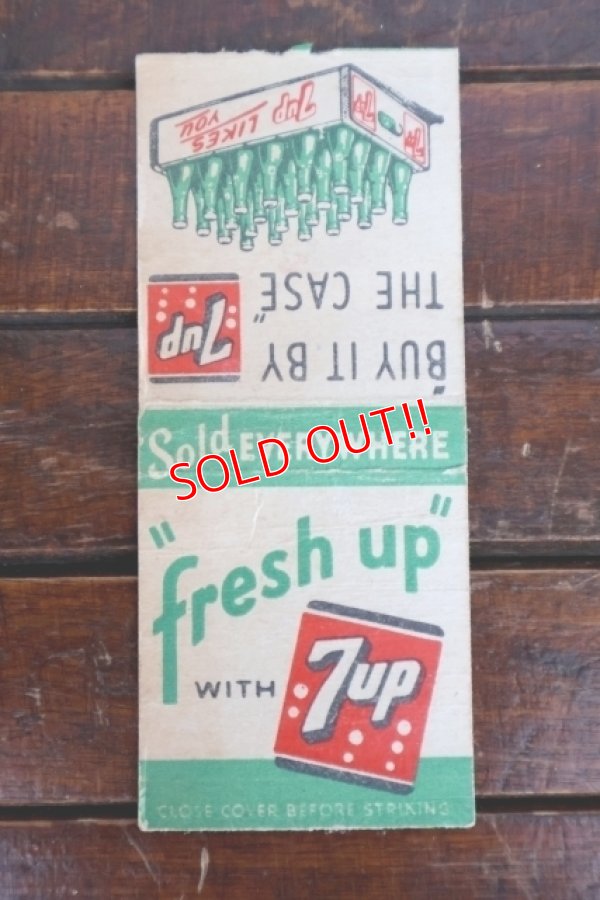 7up LIKES
YOU
7up
7up
"BUY IT BY
THE CASE"
7up
Sold EVERYWHERE
SOLD OUT!!
"fresh up"
WITH
7up
CLOSE COVER BEFORE STRIKING